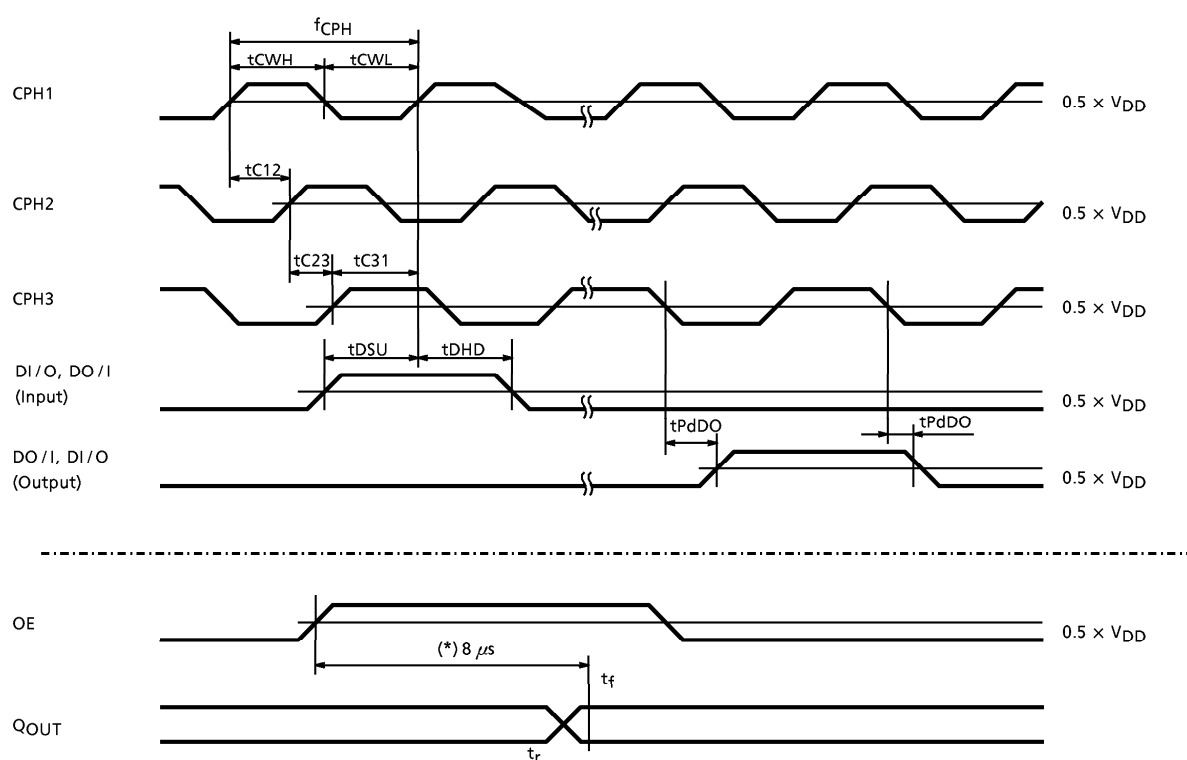 fCPH
tCWH tCWL
CPH1
0.5 × VDD
tC12
CPH2
0.5 × VDD
tC23 tC31
CPH3
0.5 × VDD
tDSU tDHD
DI/O, DO/I
(Input)
0.5 × VDD
tPdDO tPdDO
DO/I, DI/O
(Output)
0.5 × VDD
OE
0.5 × VDD
(*) 8 μs
tf
QOUT
tr